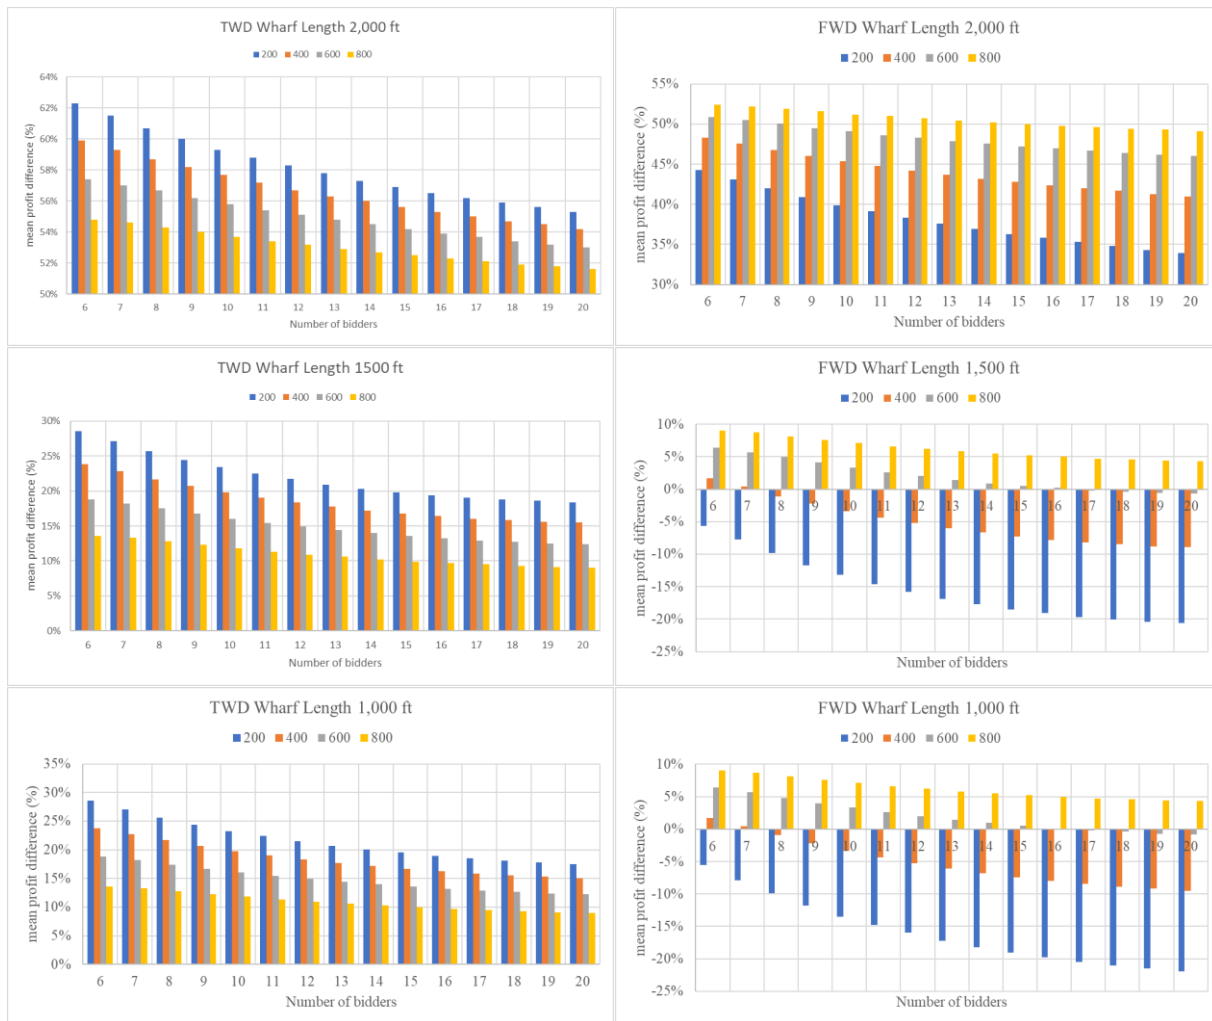 TWD Wharf Length 2,000 ft
200 400 600 800
mean profit difference (%)
64%
62%
60%
58%
56%
54%
52%
50%
6 7 8 9 10 11 12 13 14 15 16 17 18 19 20
Number of bidders
FWD Wharf Length 2,000 ft
200 400 600 800
mean profit difference (%)
55%
50%
45%
40%
35%
30%
6 7 8 9 10 11 12 13 14 15 16 17 18 19 20
Number of bidders
TWD Wharf Length 1500 ft
200 400 600 800
mean profit difference (%)
30%
25%
20%
15%
10%
5%
0%
6 7 8 9 10 11 12 13 14 15 16 17 18 19 20
Number of bidders
FWD Wharf Length 1,500 ft
200 400 600 800
mean profit difference (%)
10%
5%
0%
6 7 8 9 10 11 12 13 14 15 16 17 18 19 20
-5%
-10%
-15%
-20%
-25%
Number of bidders
TWD Wharf Length 1,000 ft
200 400 600 800
mean profit difference (%)
35%
30%
25%
20%
15%
10%
5%
0%
6 7 8 9 10 11 12 13 14 15 16 17 18 19 20
Number of bidders
FWD Wharf Length 1,000 ft
200 400 600 800
mean profit difference (%)
10%
5%
0%
6 7 8 9 10 11 12 13 14 15 16 17 18 19 20
-5%
-10%
-15%
-20%
-25%
Number of bidders